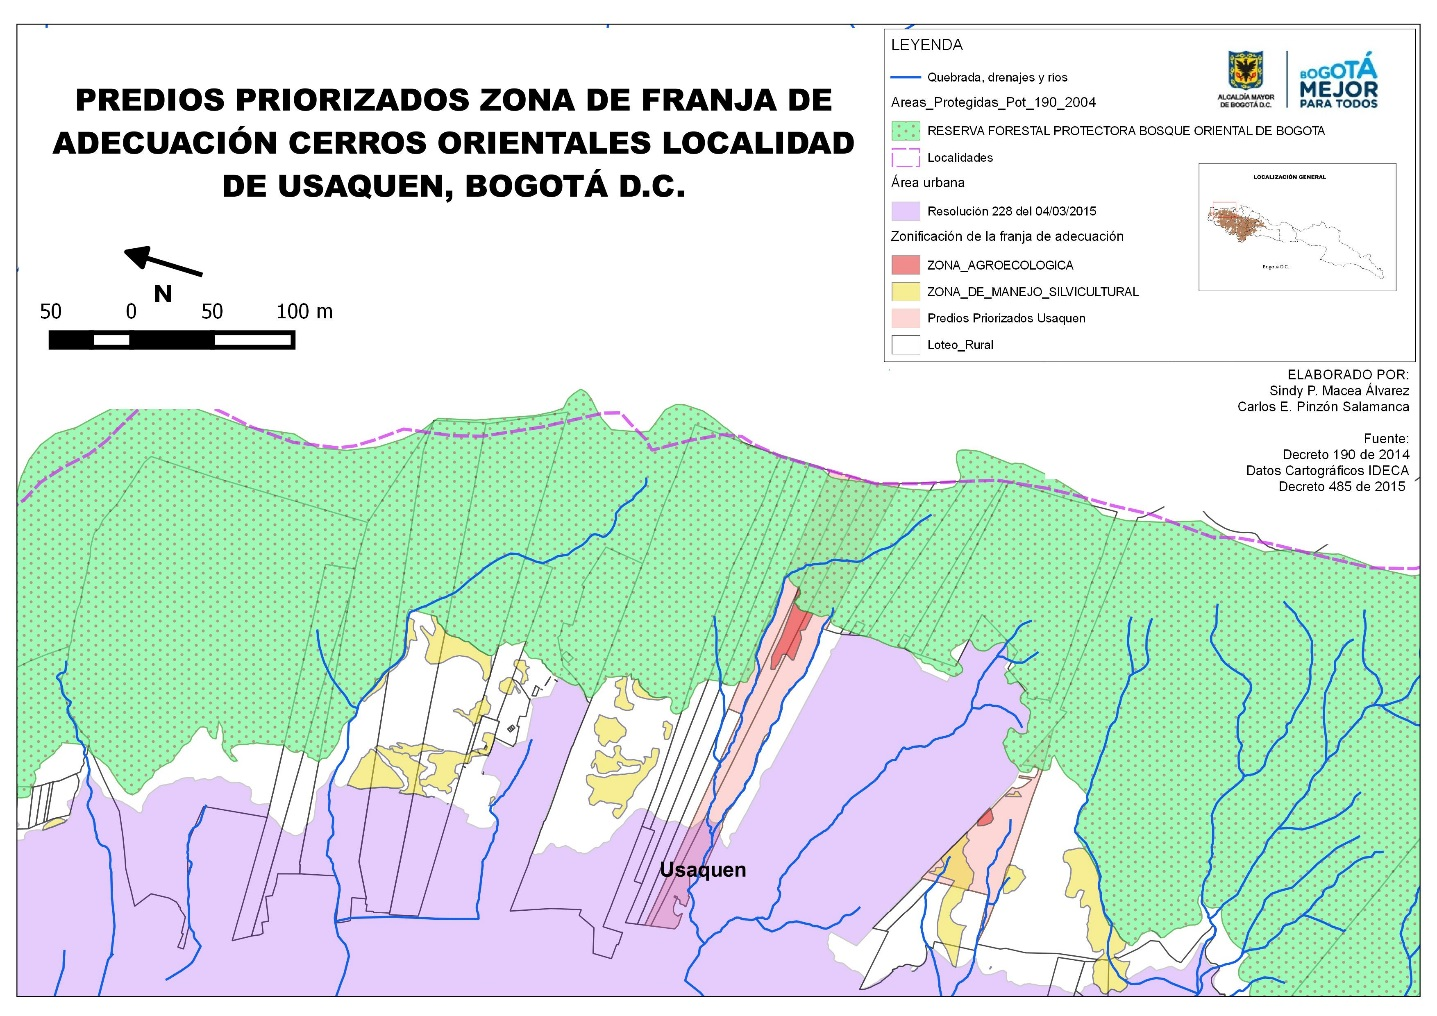 PREDIOS PRIORIZADOS ZONA DE FRANJA DE
ADECUACIÓN CERROS ORIENTALES LOCALIDAD
DE USAQUEN, BOGOTÁ D.C.
N
50 0 50 100 m
LEYENDA
Quebrada, drenajes y rios
Areas_Protegidas_Pot_190_2004
RESERVA FORESTAL PROTECTORA BOSQUE ORIENTAL DE BOGOTA
Localidades
Área urbana
Resolución 228 del 04/03/2015
Zonificación de la franja de adecuación
ZONA_AGROECOLOGICA
ZONA_DE_MANEJO_SILVICULTURAL
Predios Priorizados Usaquen
Loteo_Rural
ALCALDÍA MAYOR
DE BOGOTÁ D.C.
BOGOTÁ
MEJOR
PARA TODOS
LOCALIZACIÓN GENERAL
Bogotá D.C.
ELABORADO POR:
Sindy P. Macea Álvarez
Carlos E. Pinzón Salamanca
Fuente:
Decreto 190 de 2014
Datos Cartográficos IDECA
Decreto 485 de 2015
Usaquen